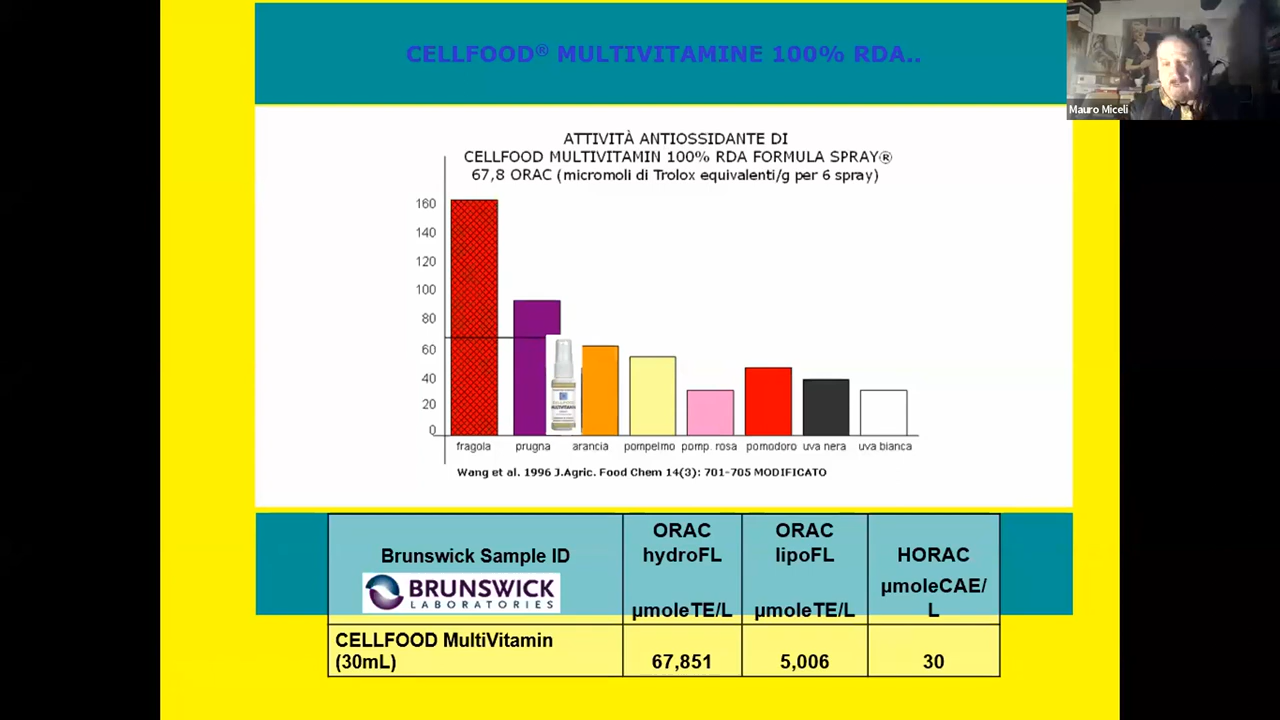 CELLFOOD® MULTIVITAMINE 100% RDA..
Mauro Miceli
ATTIVITÀ ANTIOSSIDANTE DI
CELLFOOD MULTIVITAMIN 100% RDA FORMULA SPRAY®
67,8 ORAC (micromoli di Trolox equivalenti/g per 6 spray)
160
140
120
100
80
60
40
20
0
MULTIVITAMIN
fragola prugna arancia pompelmo pomp. rosa pomodoro uva nera uva bianca
Wang et al. 1996 J.Agric. Food Chem 14(3): 701-705 MODIFICATO
Brunswick Sample ID
BRUNSWICK
LABORATORIES
ORAC
hydroFL
µmoleTE/L
ORAC
lipoFL
µmoleTE/L
HORAC
µmoleCAE/
L
CELLFOOD MultiVitamin
(30mL)
67,851
5,006
30